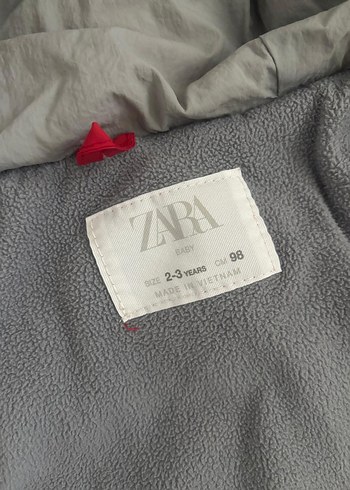 ZARA
BABY
SIZE 2-3 YEARS CM 98
MADE IN VIETNAM